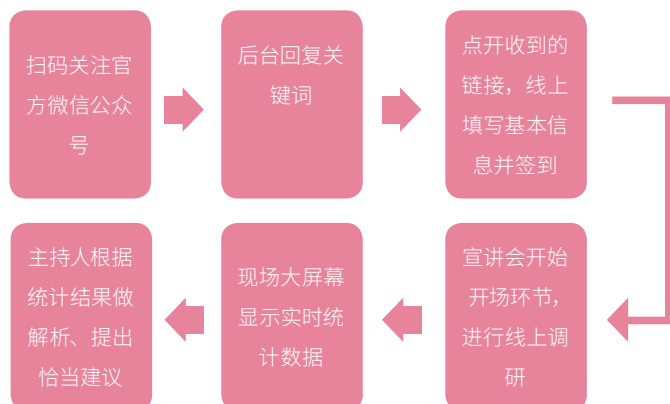 扫码关注官
方微信公众
号
后台回复关
键词
点开收到的
链接，线上
填写基本信
息并签到
宣讲会开始
开场环节，
进行线上调
研
现场大屏幕
显示实时统
计数据
主持人根据
统计结果做
解析、提出
恰当建议